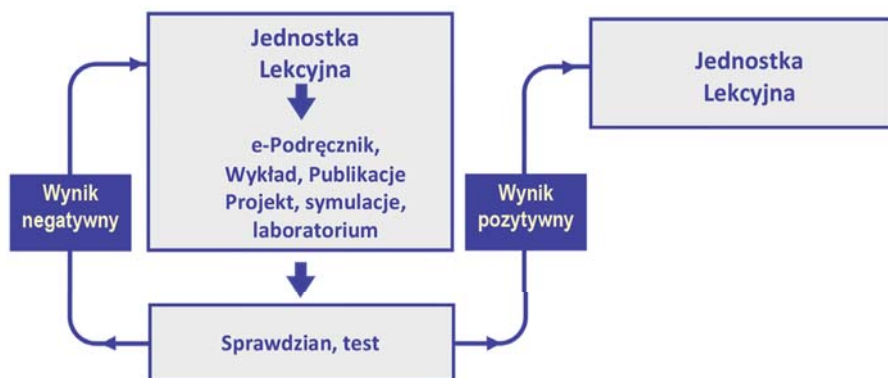 Jednostka
Lekcyjna
e-Podręcznik,
Wykład, Publikacje
Projekt, symulacje,
laboratorium
Wynik
negatywny
Wynik
pozytywny
Jednostka
Lekcyjna
Sprawdzian, test